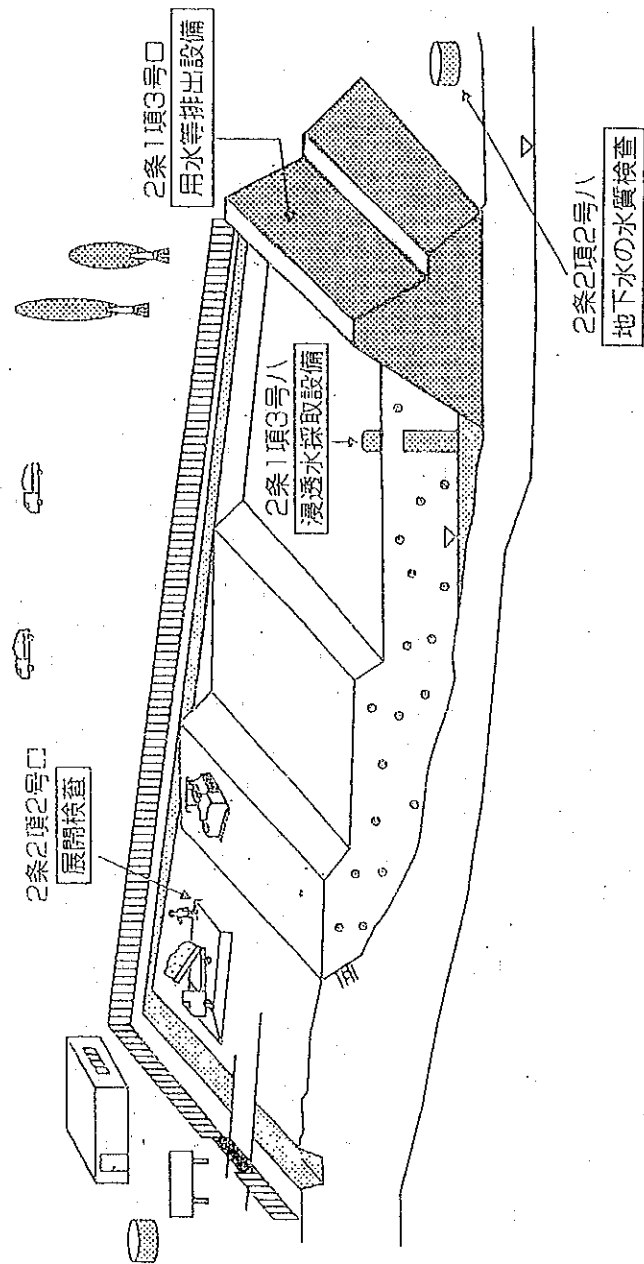 2条2項2号ロ
展開検査
2条1項3号ハ
浸透水採取設備
2条1項3号ロ
用水等排出設備
2条2項2号ハ
地下水の水質検査